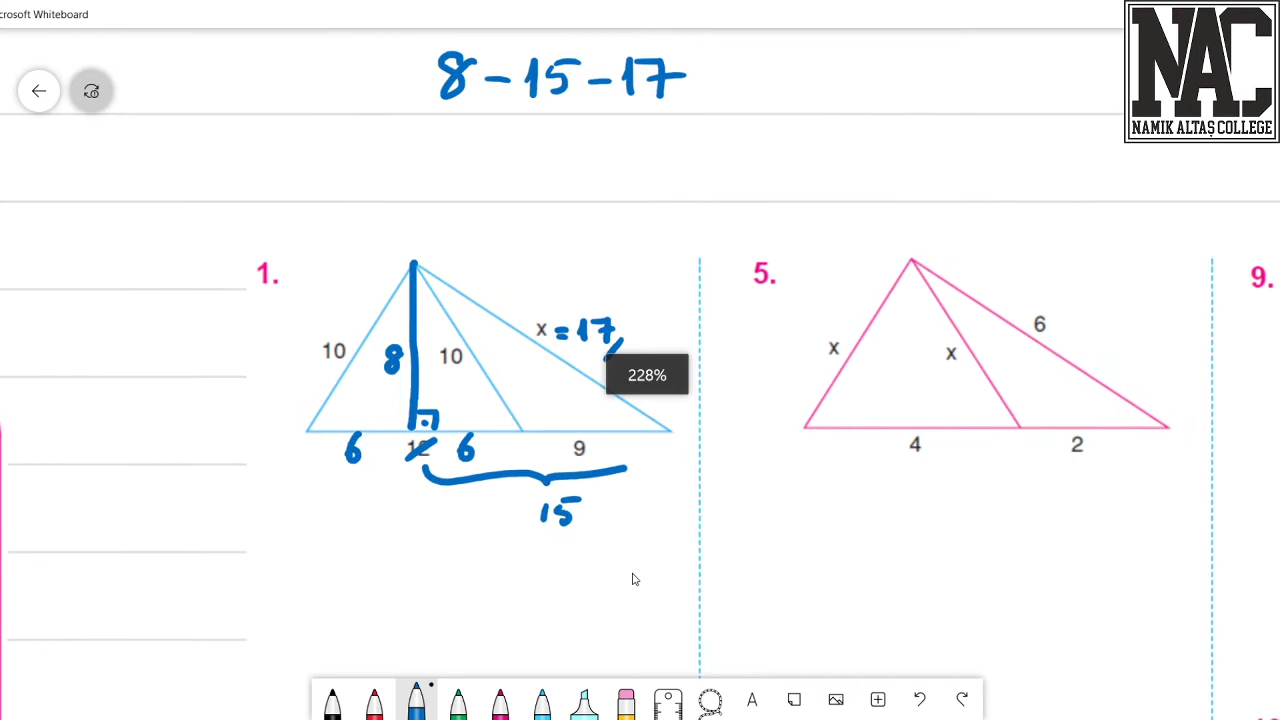 crosoft Whiteboard
NAC
NAMIK ALTAŞ COLLEGE
8-15-17
1.
10
8
10
x = 17
228%
6
12
6
9
15
5.
x
x
6
4
2
9.
A